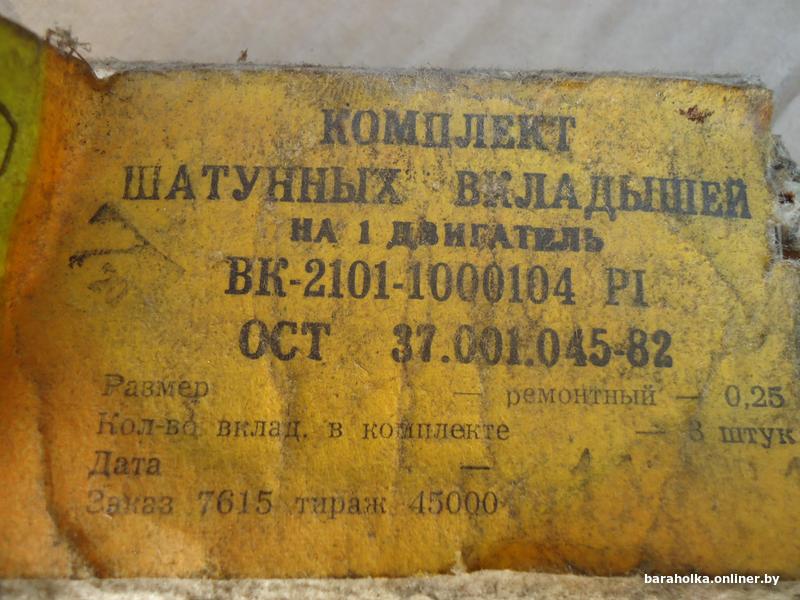 КОМПЛЕКТ
ШАТУННЫХ ВКЛАДЫШЕЙ
НА 1 ДВИГАТЕЛЬ
ВК-2101-1000104 РІ
ОСТ 37.001.045-82
Размер — ремонтный — 0,25
Кол-во вклад. в комплекте — 8 штук
Дата —
Заказ 7615 тираж 45000
baraholka.onliner.by